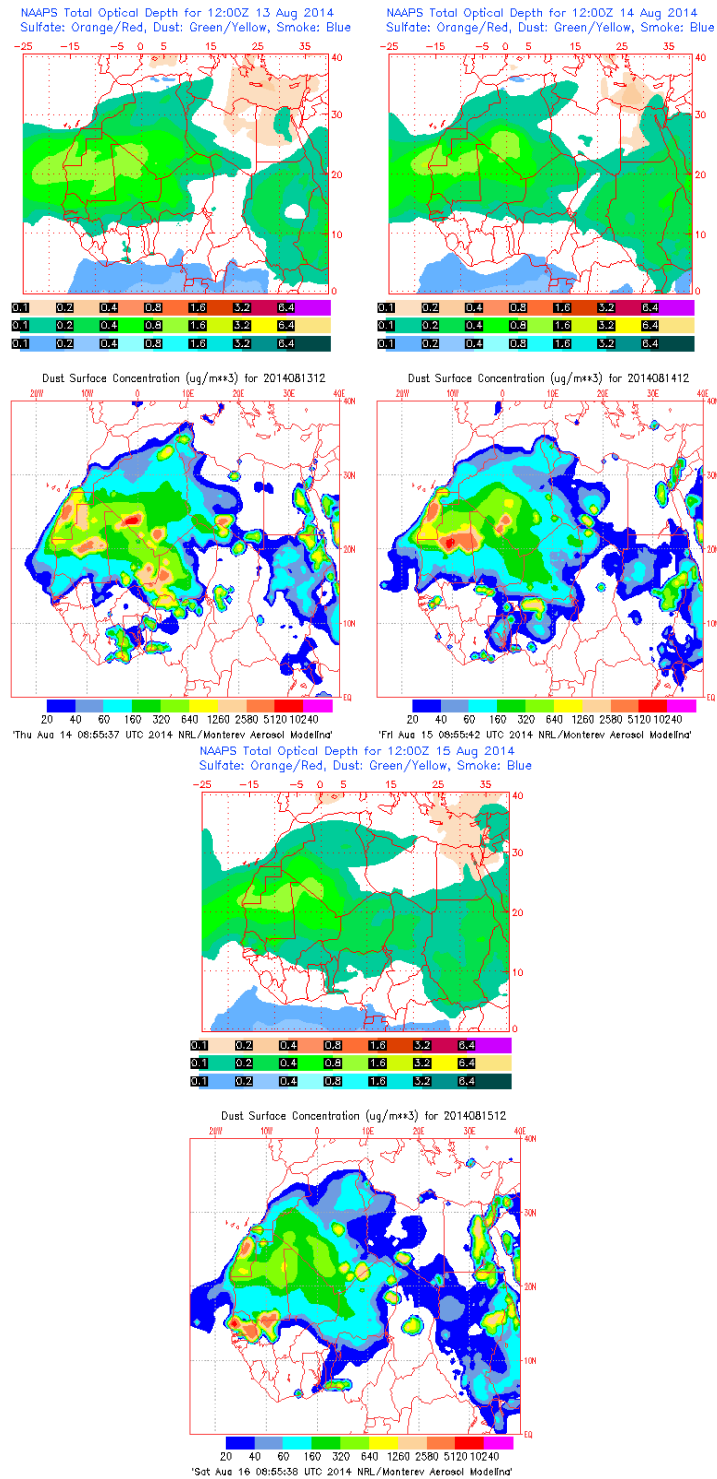 NAAPS Total Optical Depth for 12:00Z 13 Aug 2014
Sulfate: Orange/Red, Dust: Green/Yellow, Smoke: Blue
-25 -15 -5 0 5 15 25 35 40
30
20
10
0
0.1 0.2 0.4 0.8 1.6 3.2 6.4
0.1 0.2 0.4 0.8 1.6 3.2 6.4
0.1 0.2 0.4 0.8 1.6 3.2 6.4
NAAPS Total Optical Depth for 12:00Z 14 Aug 2014
Sulfate: Orange/Red, Dust: Green/Yellow, Smoke: Blue
-25 -15 -5 0 5 15 25 35
40
30
20
10
0
0.1 0.2 0.4 0.8 1.6 3.2 6.4
0.1 0.2 0.4 0.8 1.6 3.2 6.4
0.1 0.2 0.4 0.8 1.6 3.2 6.4
Dust Surface Concentration (ug/m**3) for 2014081312
20W 10W 0 10E 20E 30E 40E
40N
30N
20N
10N
EQ
20 40 60 160 320 640 1260 2580 5120 10240
'Thu Aug 14 08:55:37 UTC 2014 NRL/Monterey Aerosol Modeling'
Dust Surface Concentration (ug/m**3) for 2014081412
20W 10W 0 10E 20E 30E 40E
40N
30N
20N
10N
EQ
20 40 60 160 320 640 1260 2580 5120 10240
'Fri Aug 15 08:55:42 UTC 2014 NRL/Monterey Aerosol Modeling'
NAAPS Total Optical Depth for 12:00Z 15 Aug 2014
Sulfate: Orange/Red, Dust: Green/Yellow, Smoke: Blue
-25 -15 -5 0 5 15 25 35
40
30
20
10
0
0.1 0.2 0.4 0.8 1.6 3.2 6.4
0.1 0.2 0.4 0.8 1.6 3.2 6.4
0.1 0.2 0.4 0.8 1.6 3.2 6.4
Dust Surface Concentration (ug/m**3) for 2014081512
20W 10W 0 10E 20E 30E 40E
40N
30N
20N
10N
EQ
20 40 60 160 320 640 1260 2580 5120 10240
'Sat Aug 16 08:55:38 UTC 2014 NRL/Monterey Aerosol Modeling'